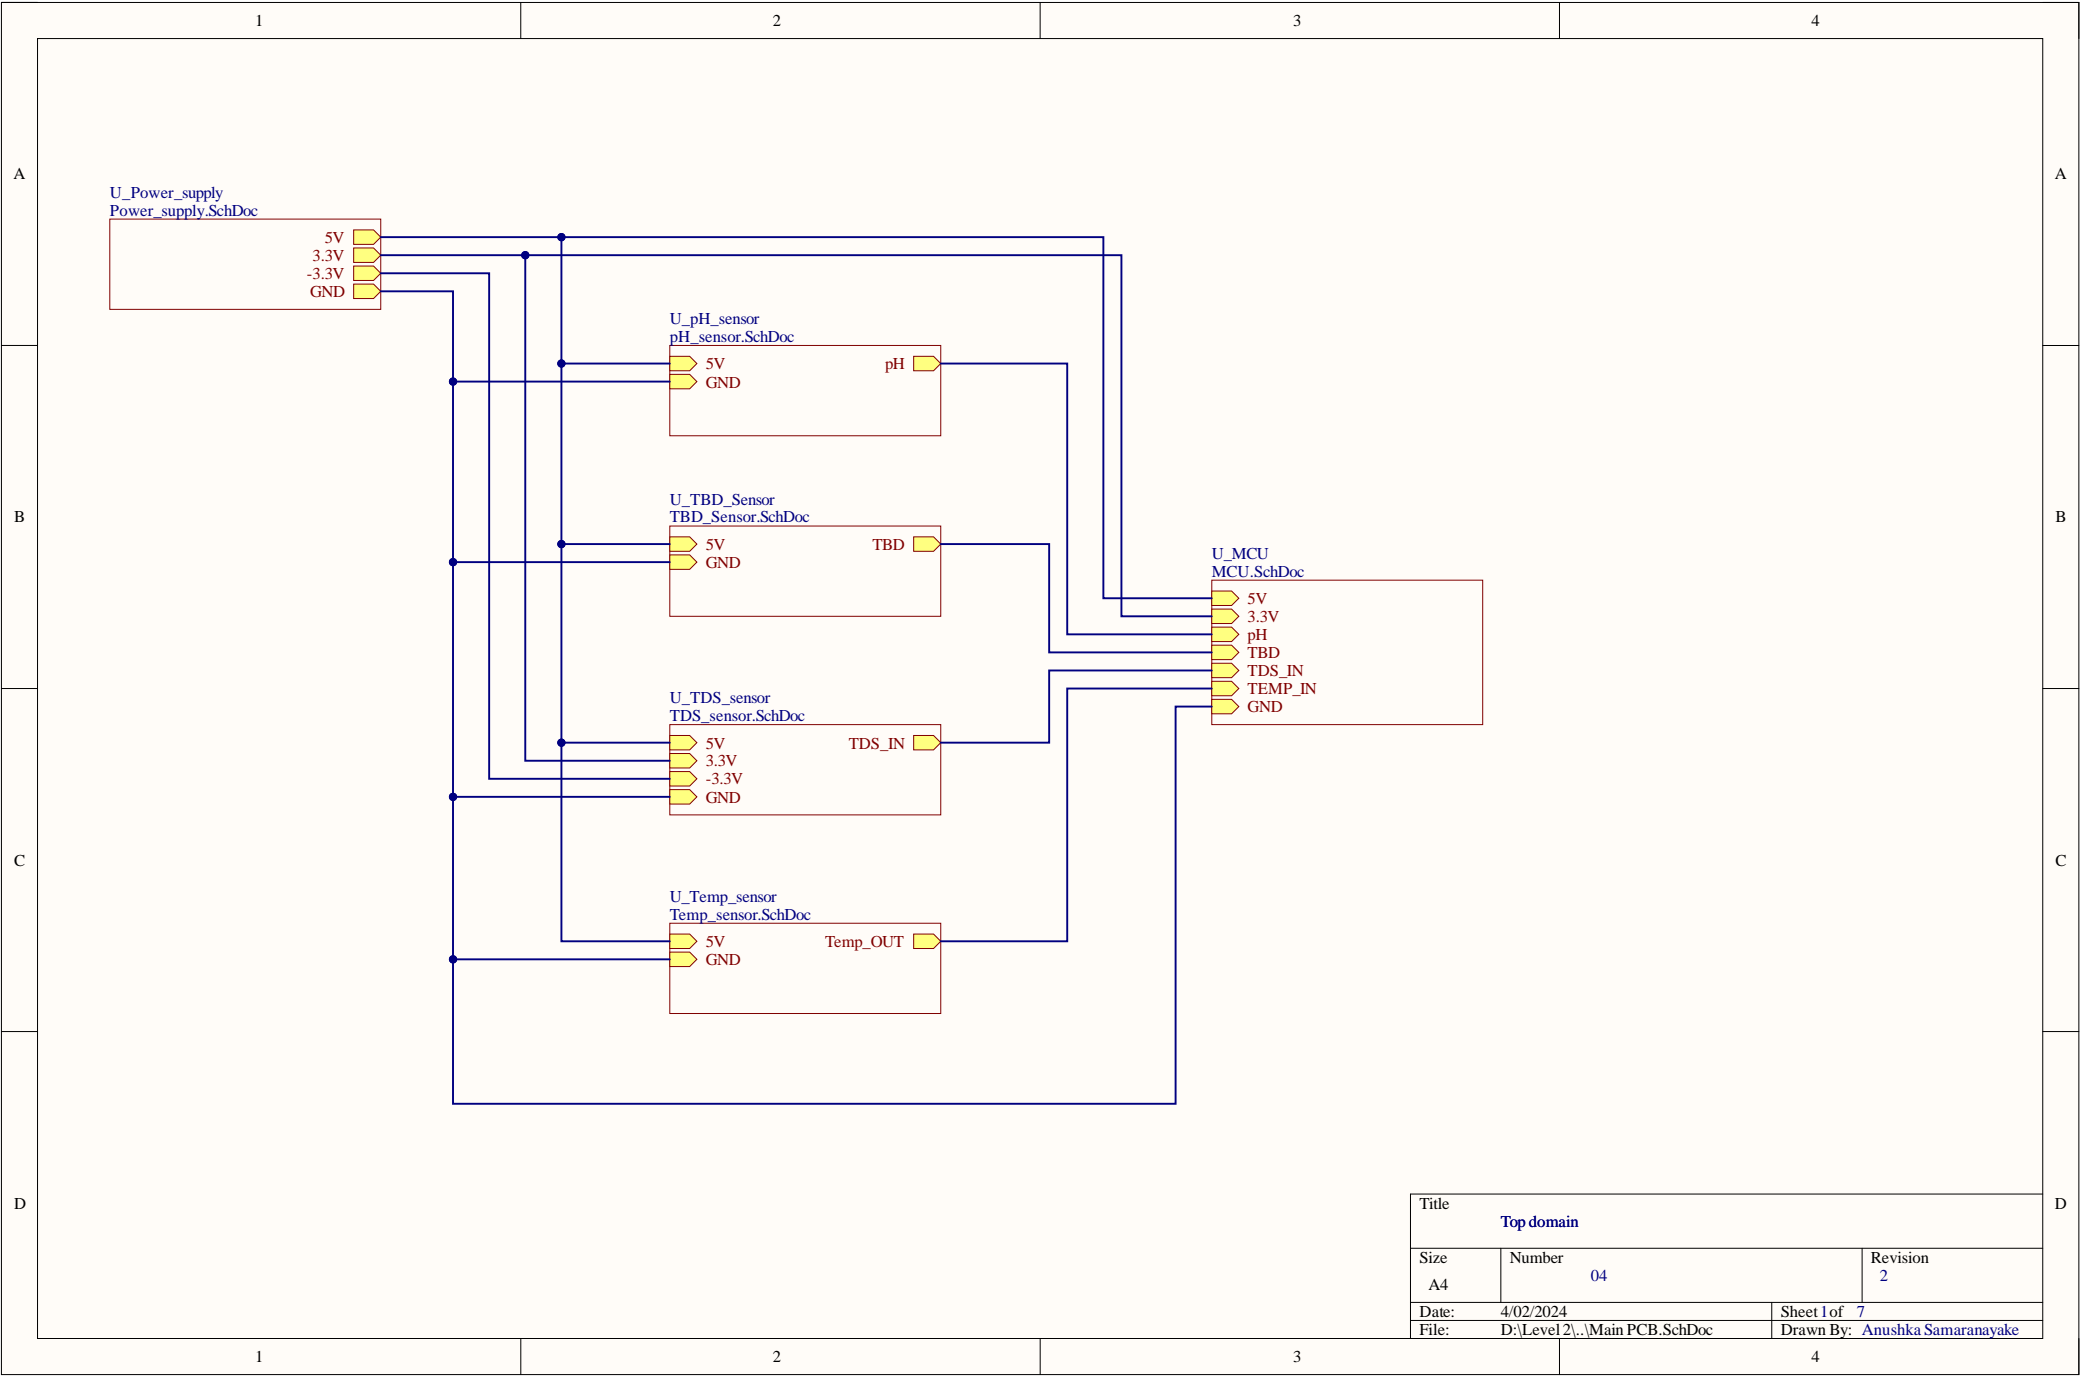 1 2 3 4
A A
U_Power_supply
Power_supply.SchDoc
5V
3.3V
-3.3V
GND
U_pH_sensor
pH_sensor.SchDoc
5V pH
GND
B B
U_TBD_Sensor
TBD_Sensor.SchDoc
5V TBD
GND
U_MCU
MCU.SchDoc
5V
3.3V
pH
TBD
TDS_IN
TEMP_IN
GND
U_TDS_sensor
TDS_sensor.SchDoc
5V TDS_IN
3.3V
-3.3V
GND
C C
U_Temp_sensor
Temp_sensor.SchDoc
5V Temp_OUT
GND
D D
Title
Top domain
Size Number Revision
A4 04 2
Date: 4/02/2024 Sheet 1 of 7
File: D:\Level 2\..\Main PCB.SchDoc Drawn By: Anushka Samaranayake
1 2 3 4